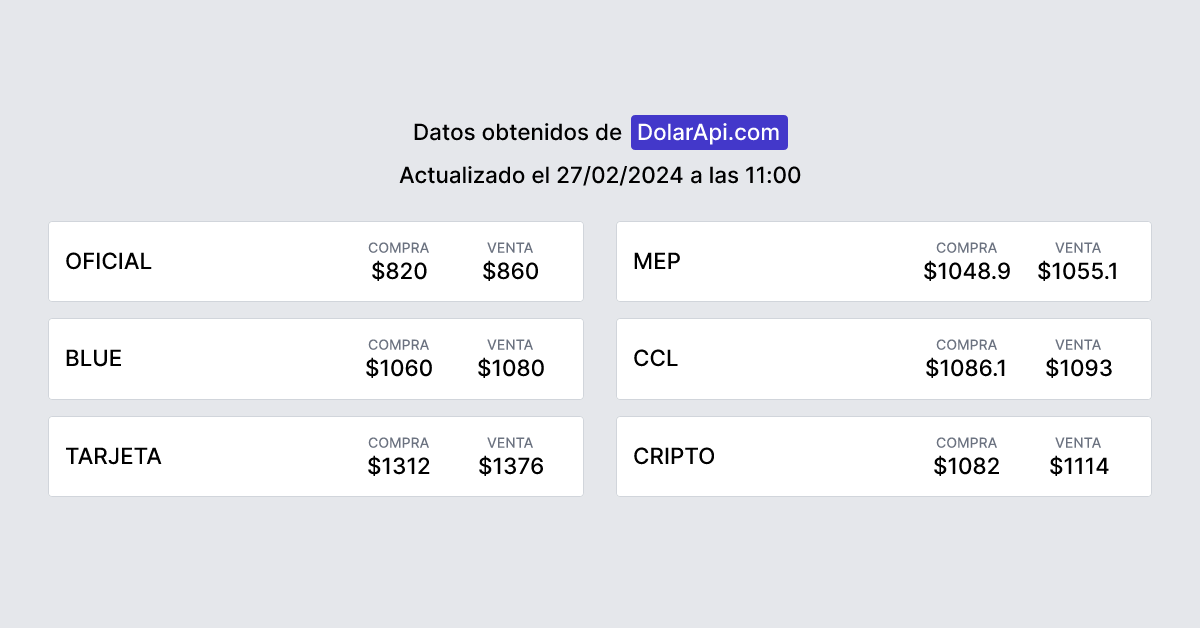 Datos obtenidos de DolarApi.com
Actualizado el 27/02/2024 a las 11:00
OFICIAL
COMPRA VENTA
$820 $860
MEP
COMPRA VENTA
$1048.9 $1055.1
BLUE
COMPRA VENTA
$1060 $1080
CCL
COMPRA VENTA
$1086.1 $1093
TARJETA
COMPRA VENTA
$1312 $1376
CRIPTO
COMPRA VENTA
$1082 $1114